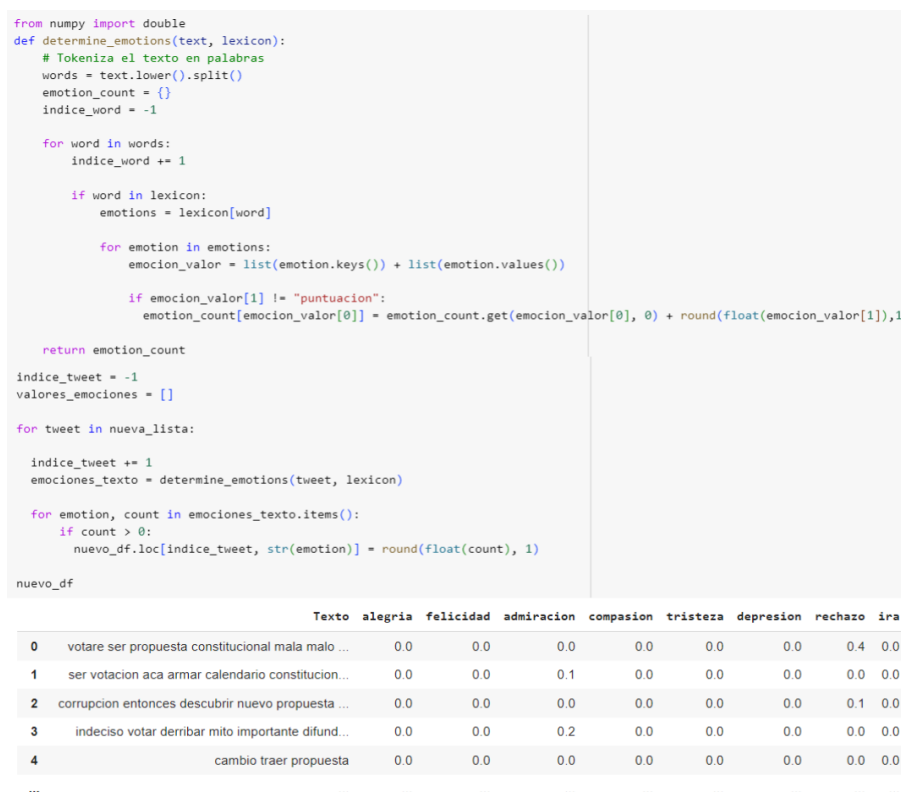 from numpy import double
def determine_emotions(text, lexicon):
    # Tokeniza el texto en palabras
    words = text.lower().split()
    emotion_count = {}
    indice_word = -1

    for word in words:
        indice_word += 1

        if word in lexicon:
            emotions = lexicon[word]

            for emotion in emotions:
                emocion_valor = list(emotion.keys()) + list(emotion.values())

                if emocion_valor[1] != "puntuacion":
                  emotion_count[emocion_valor[0]] = emotion_count.get(emocion_valor[0], 0) + round(float(emocion_valor[1]),1

    return emotion_count
indice_tweet = -1
valores_emociones = []

for tweet in nueva_lista:

  indice_tweet += 1
  emociones_texto = determine_emotions(tweet, lexicon)

  for emotion, count in emociones_texto.items():
      if count > 0:
        nuevo_df.loc[indice_tweet, str(emotion)] = round(float(count), 1)

nuevo_df
Texto alegria felicidad admiracion compasion tristeza depresion rechazo ira
0 votare ser propuesta constitucional mala malo ... 0.0 0.0 0.0 0.0 0.0 0.0 0.4 0.0
1 ser votacion aca armar calendario constitucion... 0.0 0.0 0.1 0.0 0.0 0.0 0.0 0.0
2 corrupcion entonces descubrir nuevo propuesta ... 0.0 0.0 0.0 0.0 0.0 0.0 0.1 0.0
3 indeciso votar derribar mito importante difund... 0.0 0.0 0.2 0.0 0.0 0.0 0.0 0.0
4 cambio traer propuesta 0.0 0.0 0.0 0.0 0.0 0.0 0.0 0.0